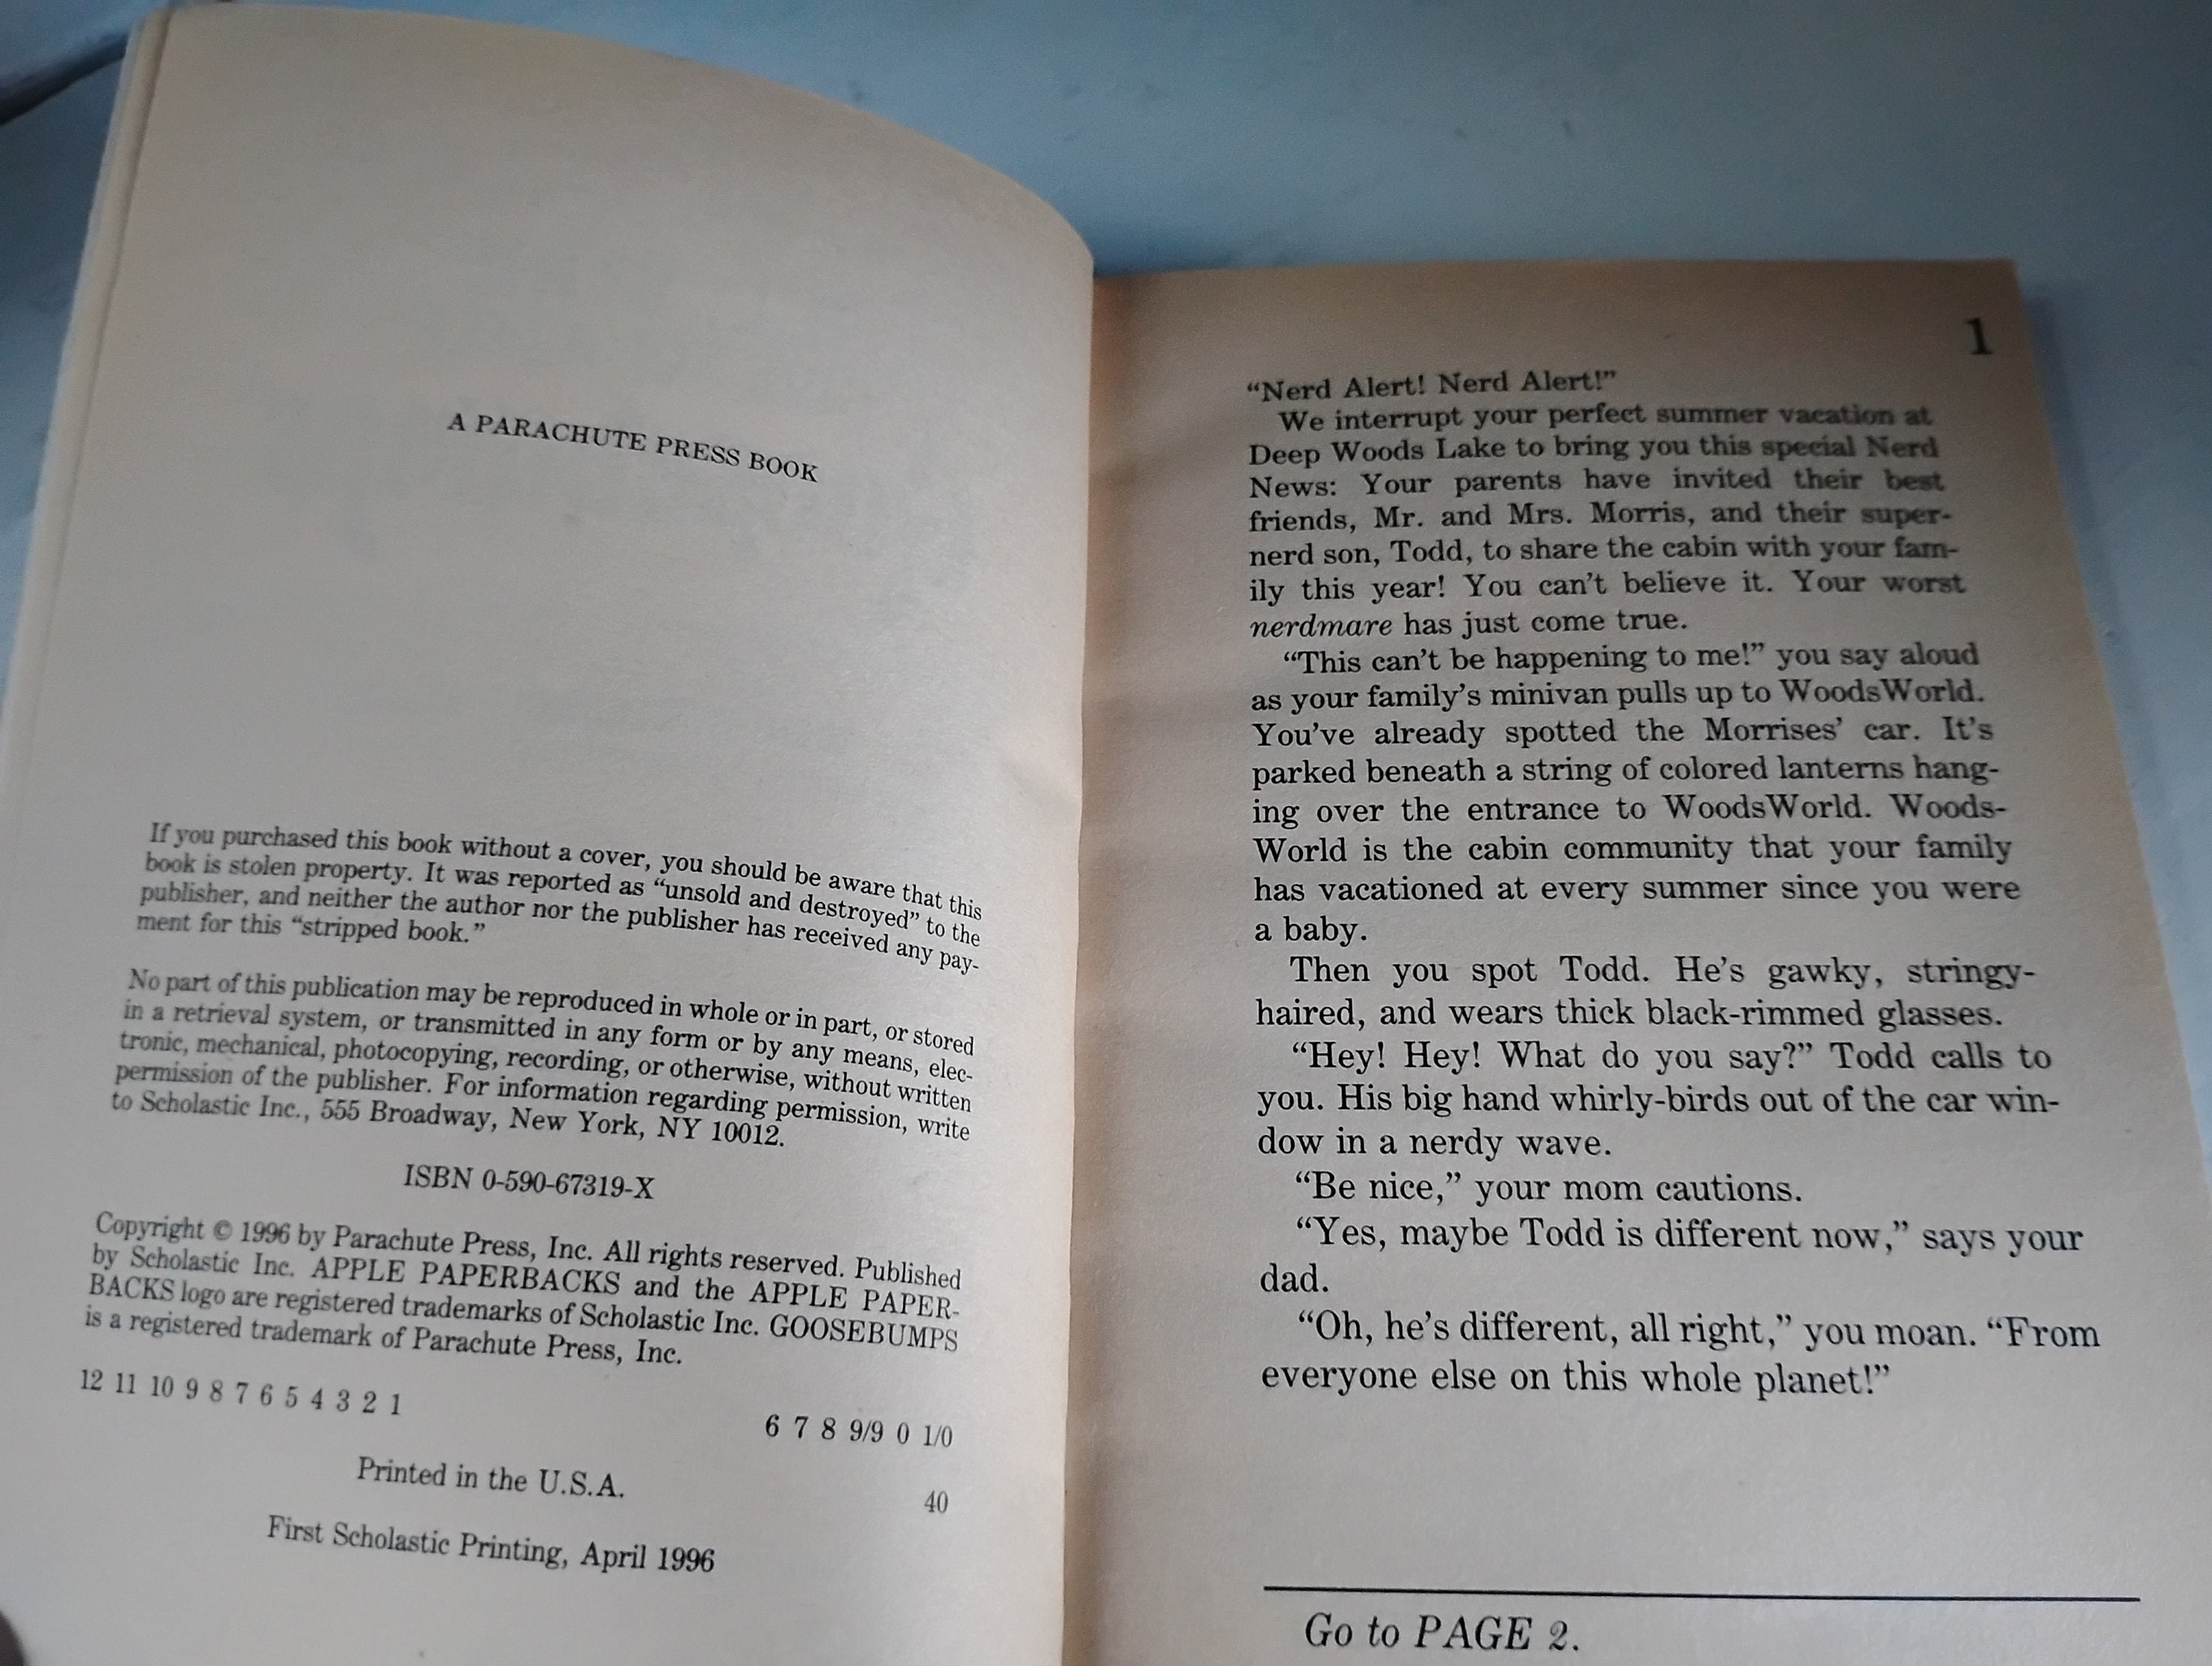 A PARACHUTE PRESS BOOK
If you purchased this book without a cover, you should be aware that this
book is stolen property. It was reported as “unsold and destroyed” to the
publisher, and neither the author nor the publisher has received any pay-
ment for this “stripped book.”
No part of this publication may be reproduced in whole or in part, or stored
in a retrieval system, or transmitted in any form or by any means, elec-
tronic, mechanical, photocopying, recording, or otherwise, without written
permission of the publisher. For information regarding permission, write
to Scholastic Inc., 555 Broadway, New York, NY 10012.
ISBN 0-590-67319-X
Copyright © 1996 by Parachute Press, Inc. All rights reserved. Published
by Scholastic Inc. APPLE PAPERBACKS and the APPLE PAPER-
BACKS logo are registered trademarks of Scholastic Inc. GOOSEBUMPS
is a registered trademark of Parachute Press, Inc.
12 11 10 9 8 7 6 5 4 3 2 1
6 7 8 9/9 0 1/0
Printed in the U.S.A.
40
First Scholastic Printing, April 1996
1
“Nerd Alert! Nerd Alert!”
We interrupt your perfect summer vacation at
Deep Woods Lake to bring you this special Nerd
News: Your parents have invited their best
friends, Mr. and Mrs. Morris, and their super-
nerd son, Todd, to share the cabin with your fam-
ily this year! You can’t believe it. Your worst
nerdmare has just come true.
“This can’t be happening to me!” you say aloud
as your family’s minivan pulls up to WoodsWorld.
You’ve already spotted the Morrises’ car. It’s
parked beneath a string of colored lanterns hang-
ing over the entrance to WoodsWorld. Woods-
World is the cabin community that your family
has vacationed at every summer since you were
a baby.
Then you spot Todd. He’s gawky, stringy-
haired, and wears thick black-rimmed glasses.
“Hey! Hey! What do you say?” Todd calls to
you. His big hand whirly-birds out of the car win-
dow in a nerdy wave.
“Be nice,” your mom cautions.
“Yes, maybe Todd is different now,” says your
dad.
“Oh, he’s different, all right,” you moan. “From
everyone else on this whole planet!”
Go to PAGE 2.